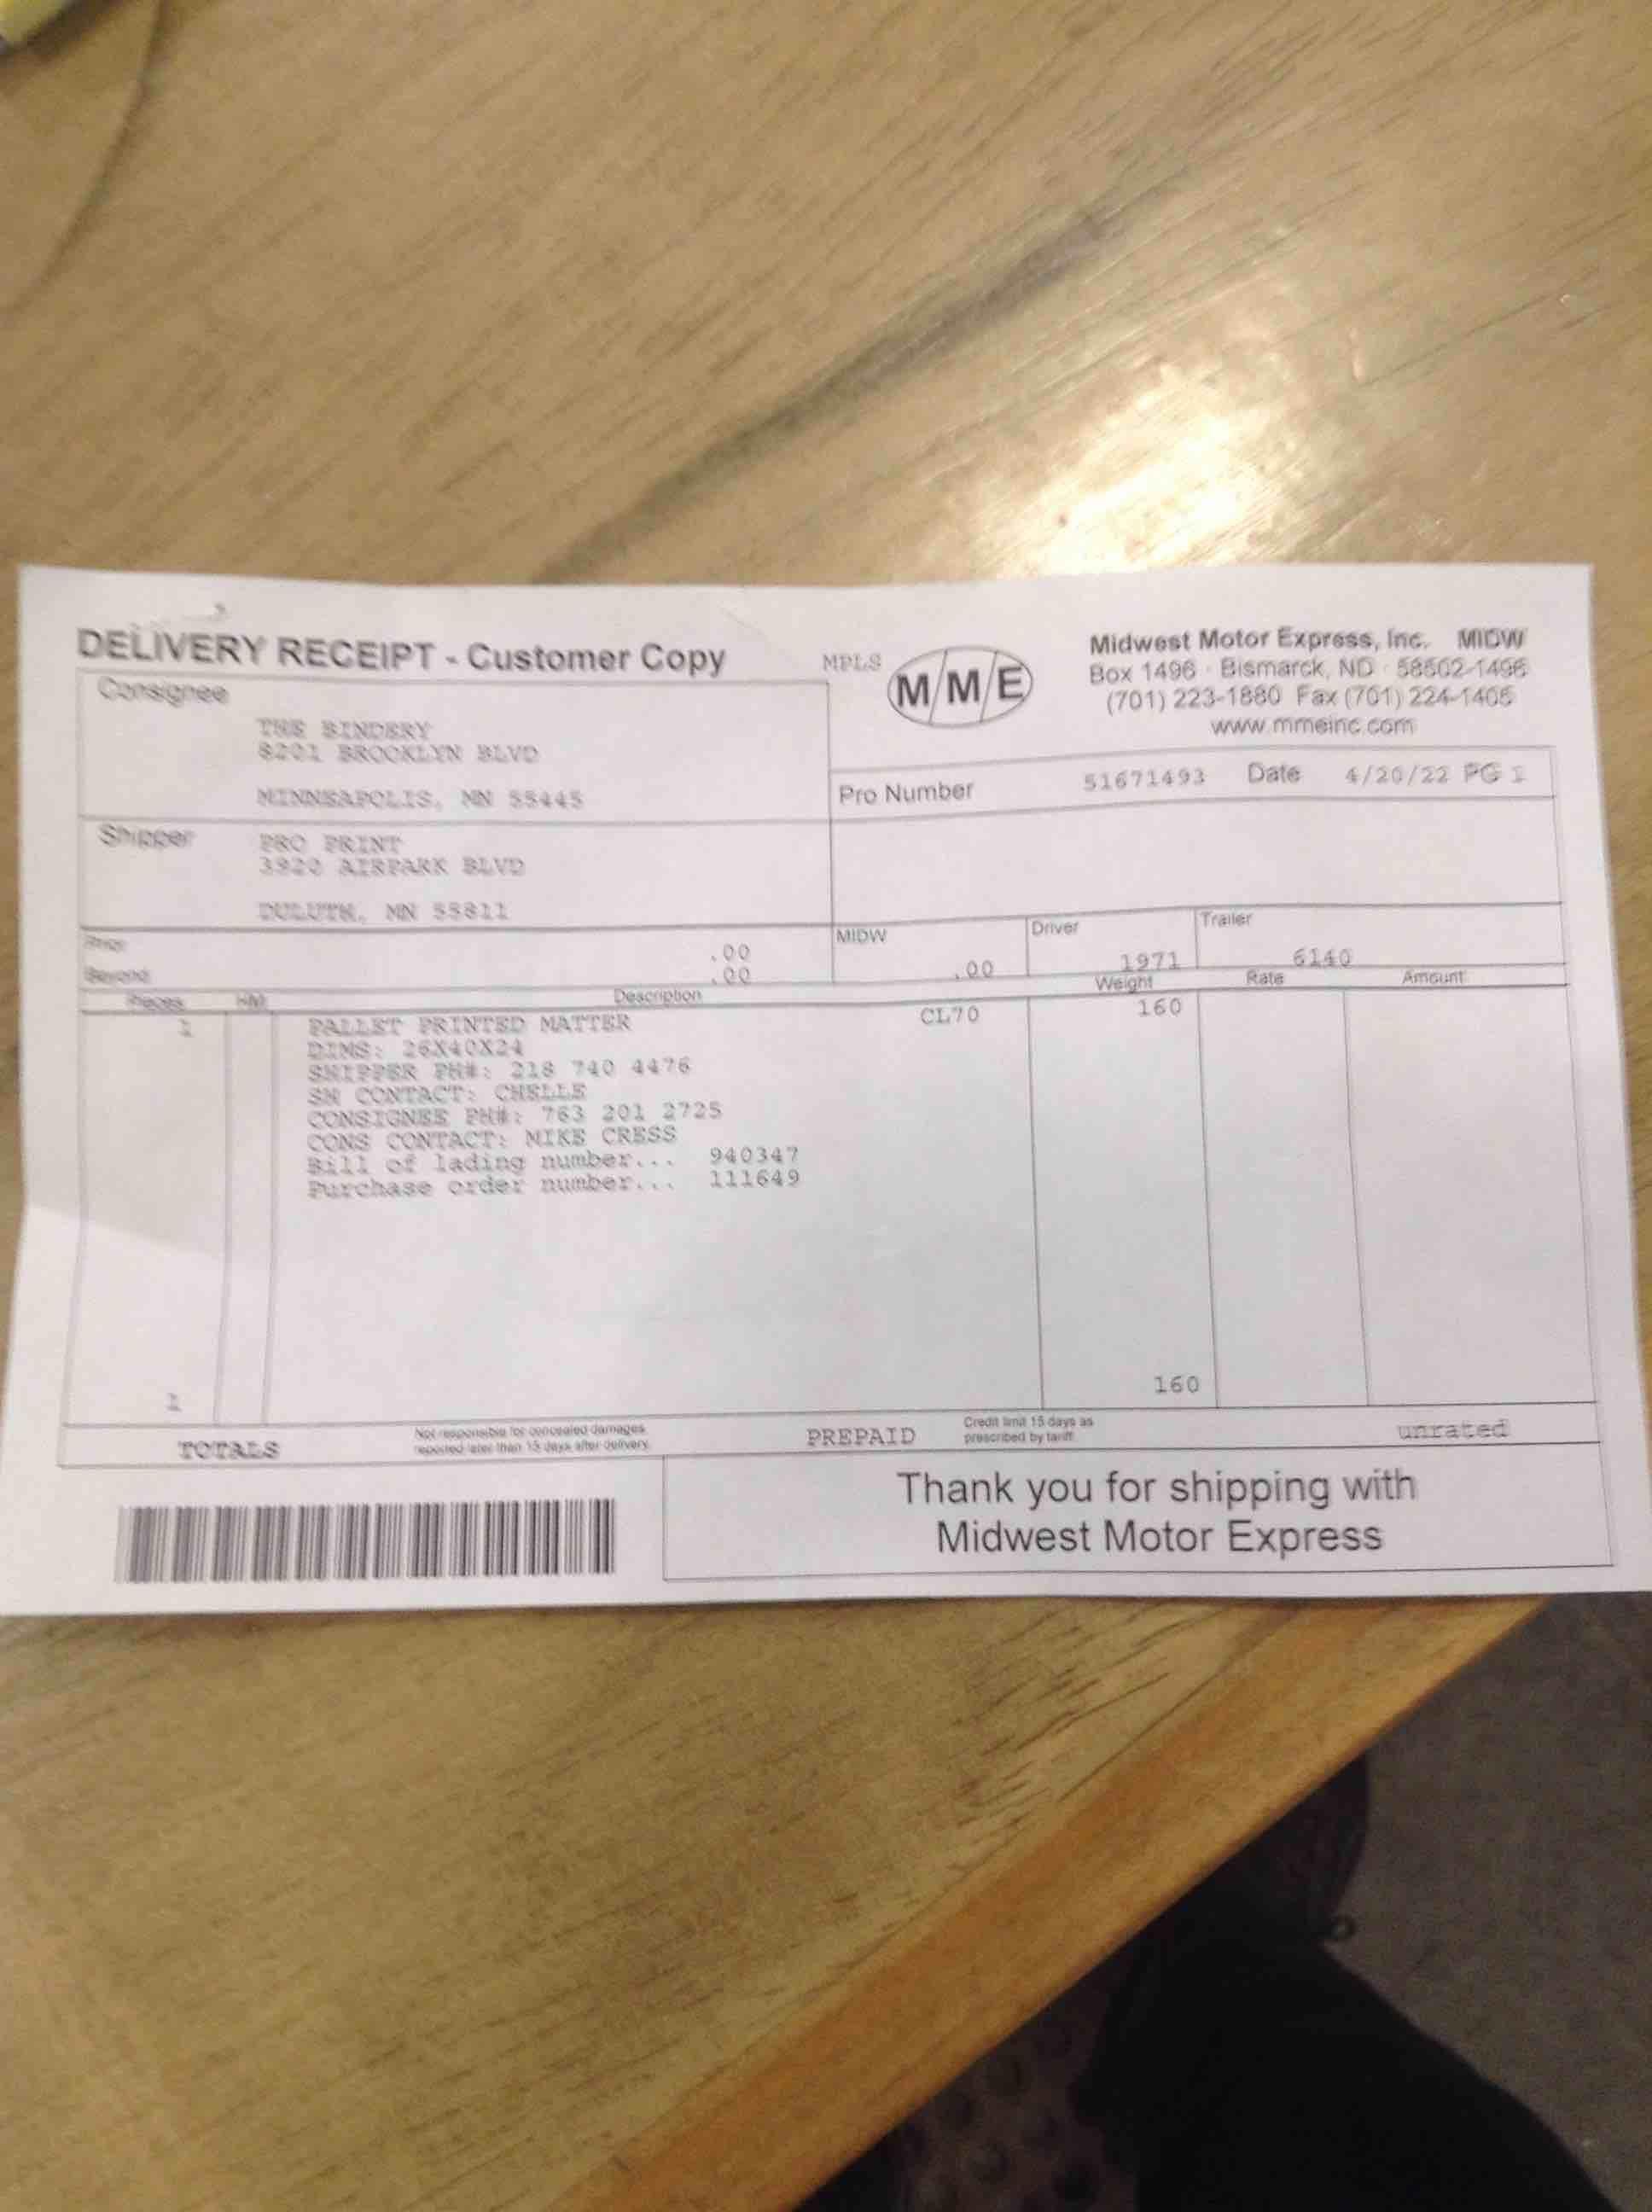 DELIVERY RECEIPT - Customer Copy
MPLS
MME
Midwest Motor Express, Inc. MIDW
Box 1496 · Bismarck, ND · 58502-1496
(701) 223-1880 Fax (701) 224-1405
www.mmeinc.com
Consignee
THE BINDERY
8201 BROOKLYN BLVD
MINNEAPOLIS, MN 55445
Pro Number 51671493 Date 4/20/22 PG 1
Shipper
PRO PRINT
3920 AIRPARK BLVD
DULUTH, MN 55811
Prior .00 MIDW .00 Driver 1971 Trailer 6140
Beyond .00
Pieces HM Description Weight Rate Amount
1 PALLET PRINTED MATTER CL70 160
DIMS: 26X40X24
SHIPPER PH#: 218 740 4476
SH CONTACT: CHELLE
CONSIGNEE PH#: 763 201 2725
CONS CONTACT: MIKE CRESS
Bill of lading number... 940347
Purchase order number... 111649
1 160
TOTALS
Not responsible for concealed damages
reported later than 15 days after delivery.
PREPAID
Credit limit 15 days as
prescribed by tariff
unrated
Thank you for shipping with
Midwest Motor Express